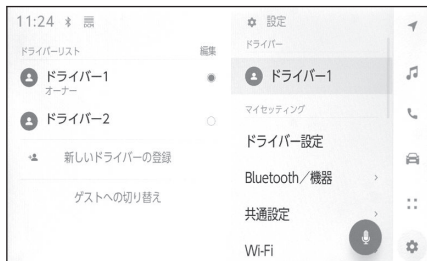 11:24
ドライバーリスト
編集
ドライバー1
オーナー
ドライバー2
新しいドライバーの登録
ゲストへの切り替え
設定
ドライバー
ドライバー1
マイセッティング
ドライバー設定
Bluetooth／機器
共通設定
Wi-Fi